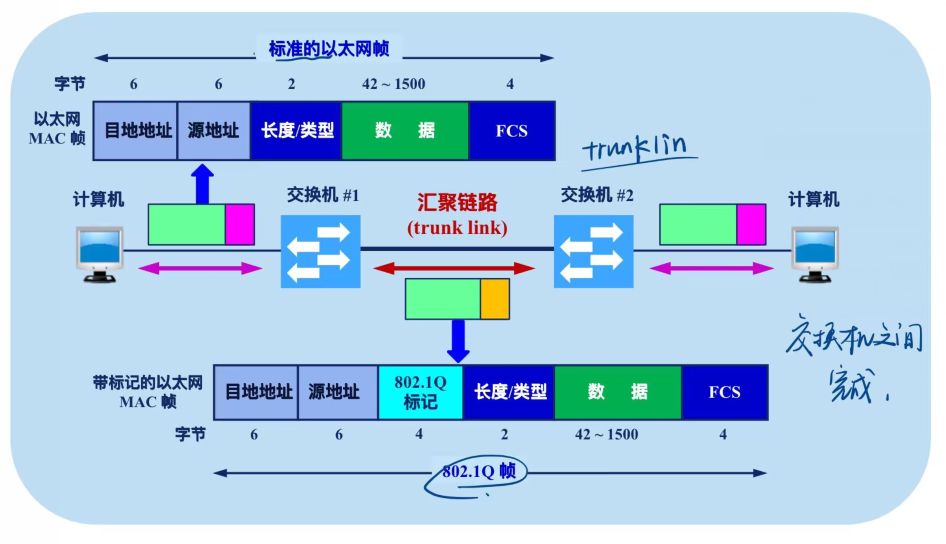 标准的以太网帧
字节 6 6 2 42 ~ 1500 4
以太网
MAC 帧
目地地址 源地址 长度/类型 数 据 FCS
trunklin
计算机 交换机 #1 汇聚链路 交换机 #2 计算机
(trunk link)
交换机之间
完成,
带标记的以太网
MAC 帧
目地地址 源地址 802.1Q
标记
长度/类型 数 据 FCS
字节 6 6 4 2 42 ~ 1500 4
802.1Q 帧